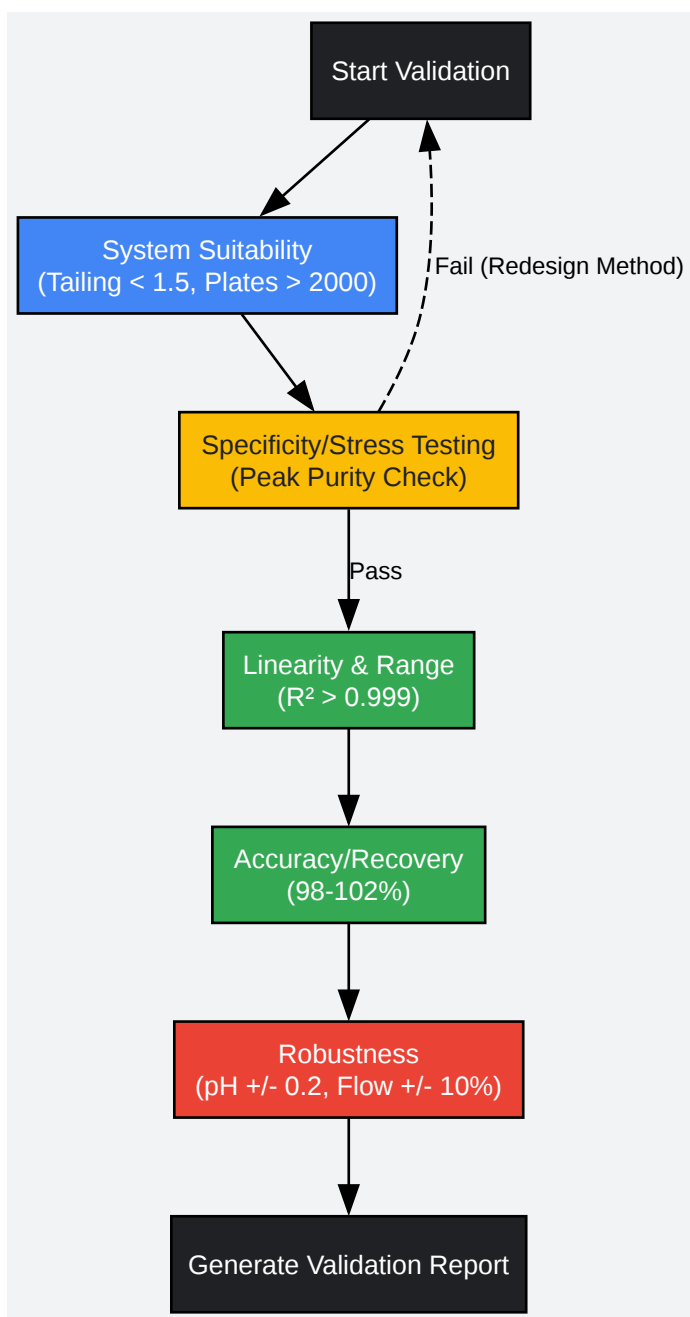 Start Validation
System Suitability
(Tailing < 1.5, Plates > 2000)
Fail (Redesign Method)
Specificity/Stress Testing
(Peak Purity Check)
Pass
Linearity & Range
(R² > 0.999)
Accuracy/Recovery
(98-102%)
Robustness
(pH +/- 0.2, Flow +/- 10%)
Generate Validation Report